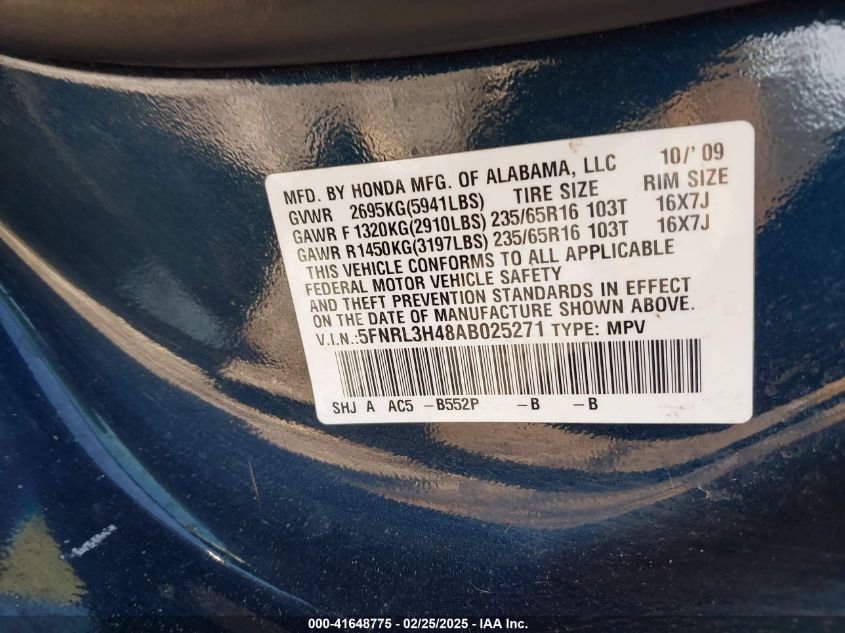 MFD. BY HONDA MFG. OF ALABAMA, LLC 10/'09
GVWR 2695KG(5941LBS) TIRE SIZE RIM SIZE
GAWR F 1320KG(2910LBS) 235/65R16 103T 16X7J
GAWR R1450KG(3197LBS) 235/65R16 103T 16X7J
THIS VEHICLE CONFORMS TO ALL APPLICABLE
FEDERAL MOTOR VEHICLE SAFETY
AND THEFT PREVENTION STANDARDS IN EFFECT
ON THE DATE OF MANUFACTURE SHOWN ABOVE.
V.I.N.:5FNRL3H48AB025271 TYPE: MPV
SHJ A AC5 -B552P -B -B
000-41648775 - 02/25/2025 - IAAI Inc.